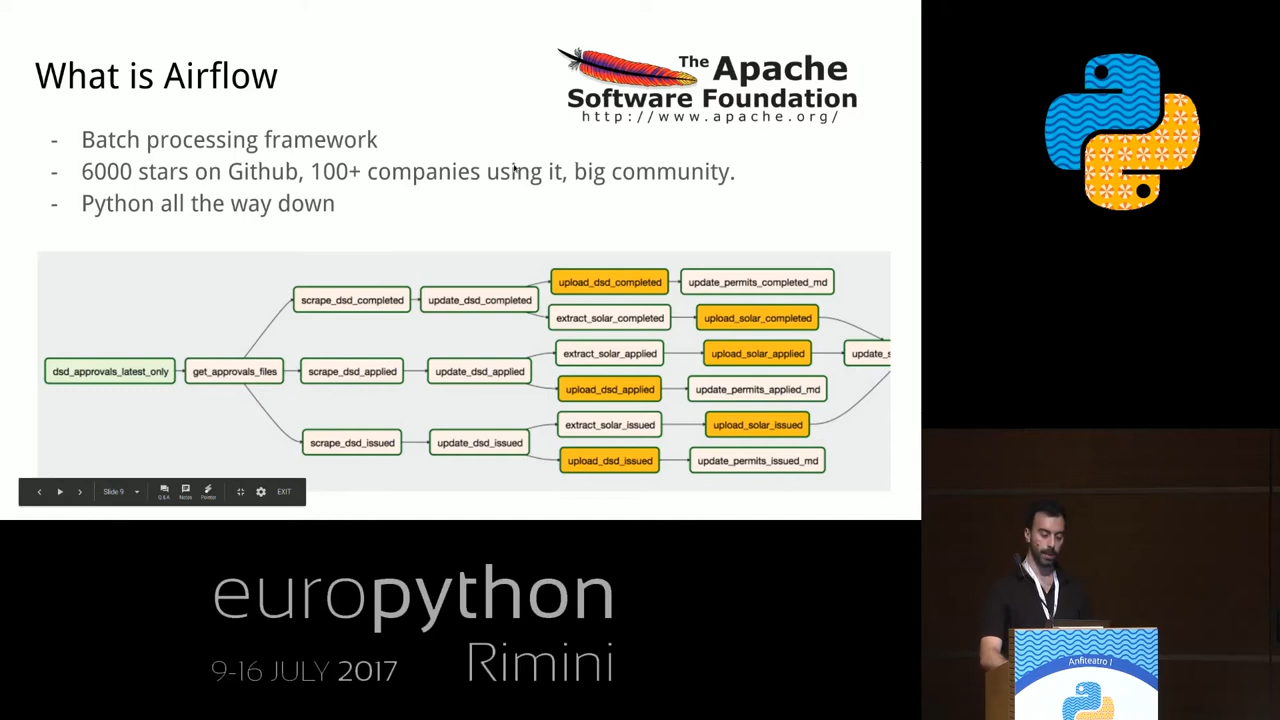 What is Airflow
The Apache
Software Foundation
http://www.apache.org/
- Batch processing framework
- 6000 stars on Github, 100+ companies using it, big community.
- Python all the way down
upload_dsd_completed
update_permits_completed_md
scrape_dsd_completed
update_dsd_completed
extract_solar_completed
upload_solar_completed
dsd_approvals_latest_only
get_approvals_files
scrape_dsd_applied
update_dsd_applied
extract_solar_applied
upload_solar_applied
update_s
upload_dsd_applied
update_permits_applied_md
scrape_dsd_issued
update_dsd_issued
extract_solar_issued
upload_solar_issued
upload_dsd_issued
update_permits_issued_md
Slide 9
Q&A
Notes
Pointer
EXIT
europython
9-16 JULY 2017
Rimini
Anfiteatro 1